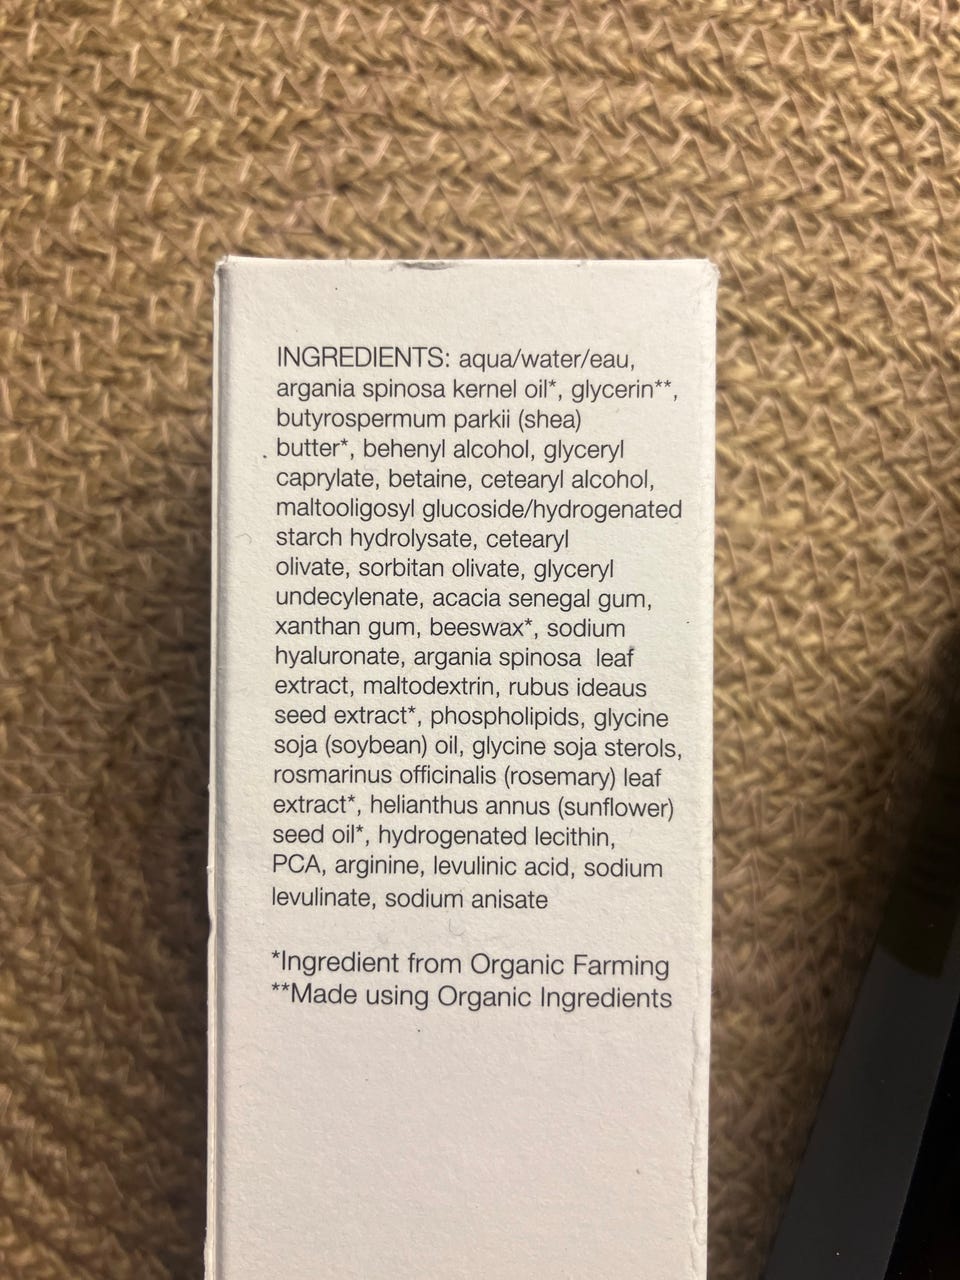 INGREDIENTS: aqua/water/eau,
argania spinosa kernel oil*, glycerin**,
butyrospermum parkii (shea)
butter*, behenyl alcohol, glyceryl
caprylate, betaine, cetearyl alcohol,
maltooligosyl glucoside/hydrogenated
starch hydrolysate, cetearyl
olivate, sorbitan olivate, glyceryl
undecylenate, acacia senegal gum,
xanthan gum, beeswax*, sodium
hyaluronate, argania spinosa leaf
extract, maltodextrin, rubus ideaus
seed extract*, phospholipids, glycine
soja (soybean) oil, glycine soja sterols,
rosmarinus officinalis (rosemary) leaf
extract*, helianthus annus (sunflower)
seed oil*, hydrogenated lecithin,
PCA, arginine, levulinic acid, sodium
levulinate, sodium anisate
*Ingredient from Organic Farming
**Made using Organic Ingredients